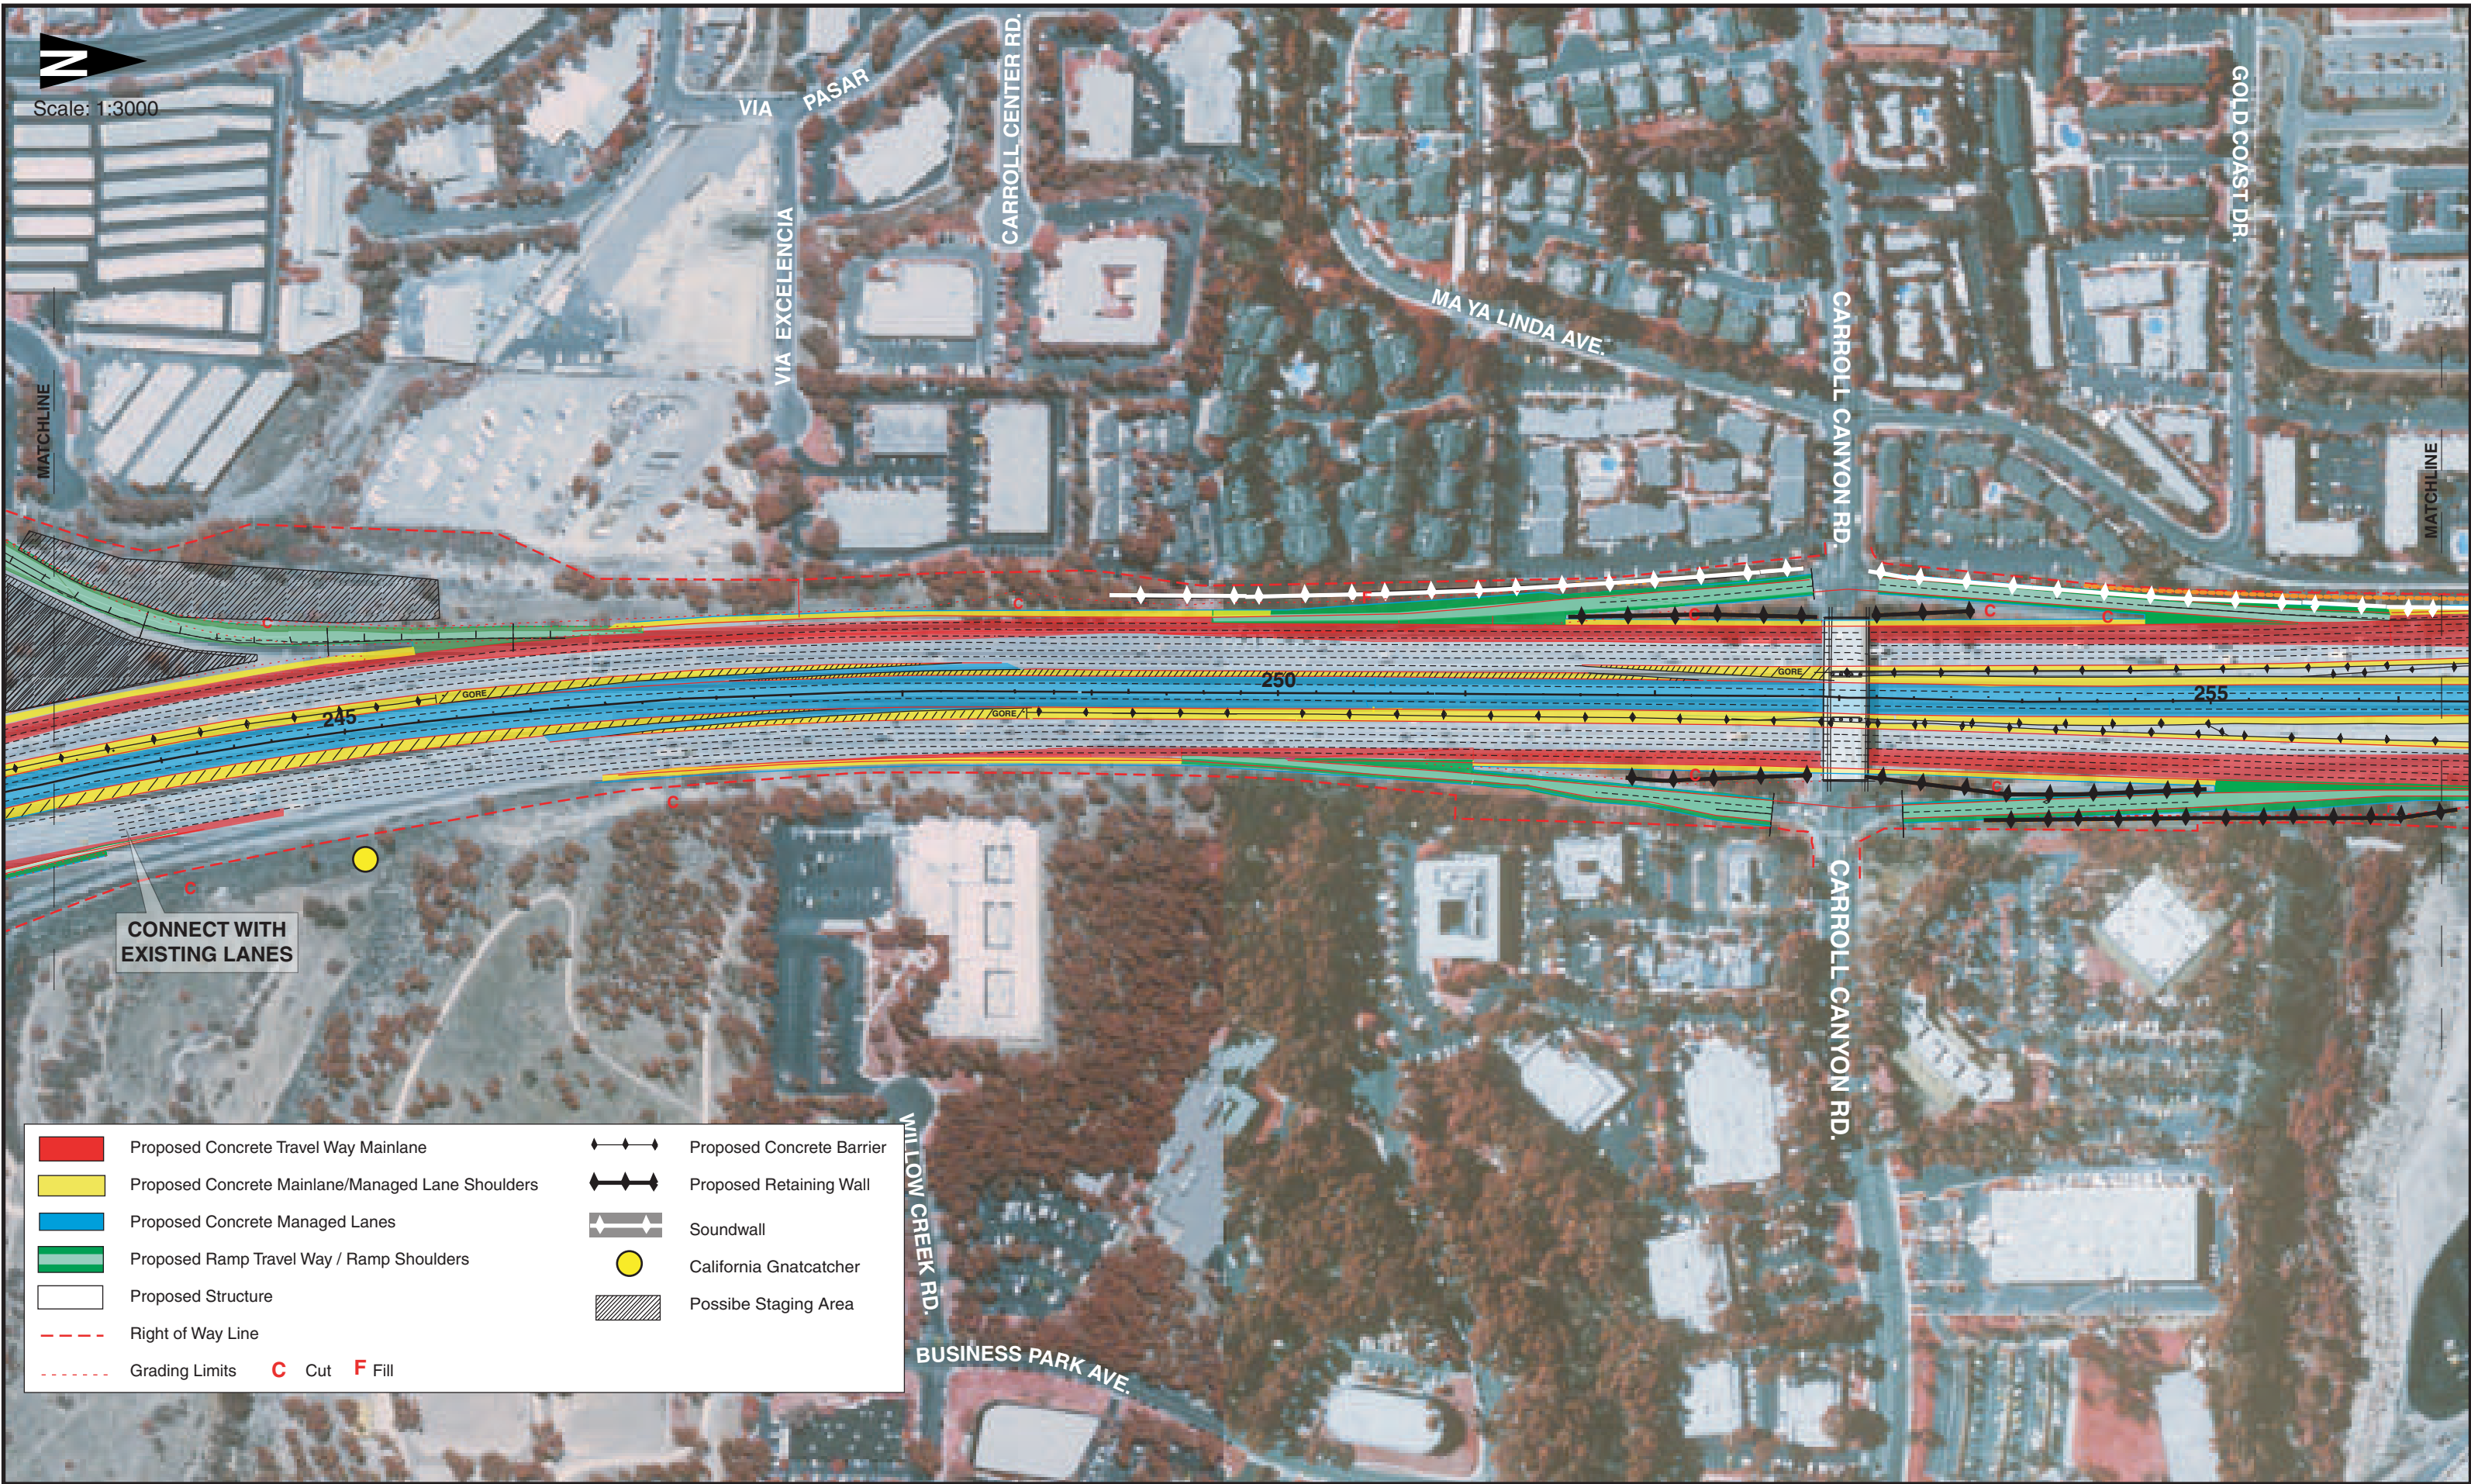 N
Scale: 1:3000
VIA PASAR
CARROLL CENTER RD.
GOLD COAST DR.
VIA EXCELENCIA
MA YA LINDA AVE.
CARROLL CANYON RD.
MATCHLINE
MATCHLINE
C
C
F
C
C
C
GORE
GORE
GORE
245
250
255
C
C
C
C
CONNECT WITH
EXISTING LANES
CARROLL CANYON RD.
WILLOW CREEK RD.
BUSINESS PARK AVE.
Proposed Concrete Travel Way Mainlane
Proposed Concrete Mainlane/Managed Lane Shoulders
Proposed Concrete Managed Lanes
Proposed Ramp Travel Way / Ramp Shoulders
Proposed Structure
Right of Way Line
Grading Limits C Cut F Fill
Proposed Concrete Barrier
Proposed Retaining Wall
Soundwall
California Gnatcatcher
Possibe Staging Area